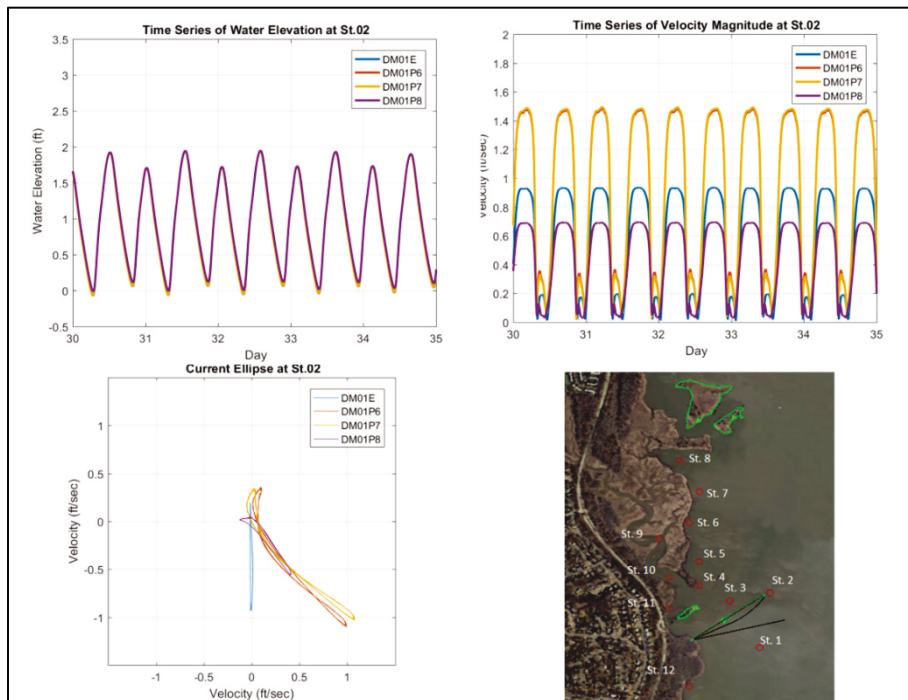 Time Series of Water Elevation at St.02
3.5
3
2.5
2
1.5
1
0.5
0
-0.5
Water Elevation (ft)
30
31
32
33
34
35
Day
DM01E
DM01P6
DM01P7
DM01P8
Time Series of Velocity Magnitude at St.02
2
1.8
1.6
1.4
1.2
1
0.8
0.6
0.4
0.2
0
Velocity (ft/sec)
30
31
32
33
34
35
Day
DM01E
DM01P6
DM01P7
DM01P8
Current Ellipse at St.02
1
0.5
0
-0.5
-1
Velocity (ft/sec)
-1
-0.5
0
0.5
1
1.5
Velocity (ft/sec)
DM01E
DM01P6
DM01P7
DM01P8
St. 8
St. 7
St. 6
St. 9
St. 5
St. 10
St. 4
St. 2
St. 3
St. 11
St. 1
St. 12